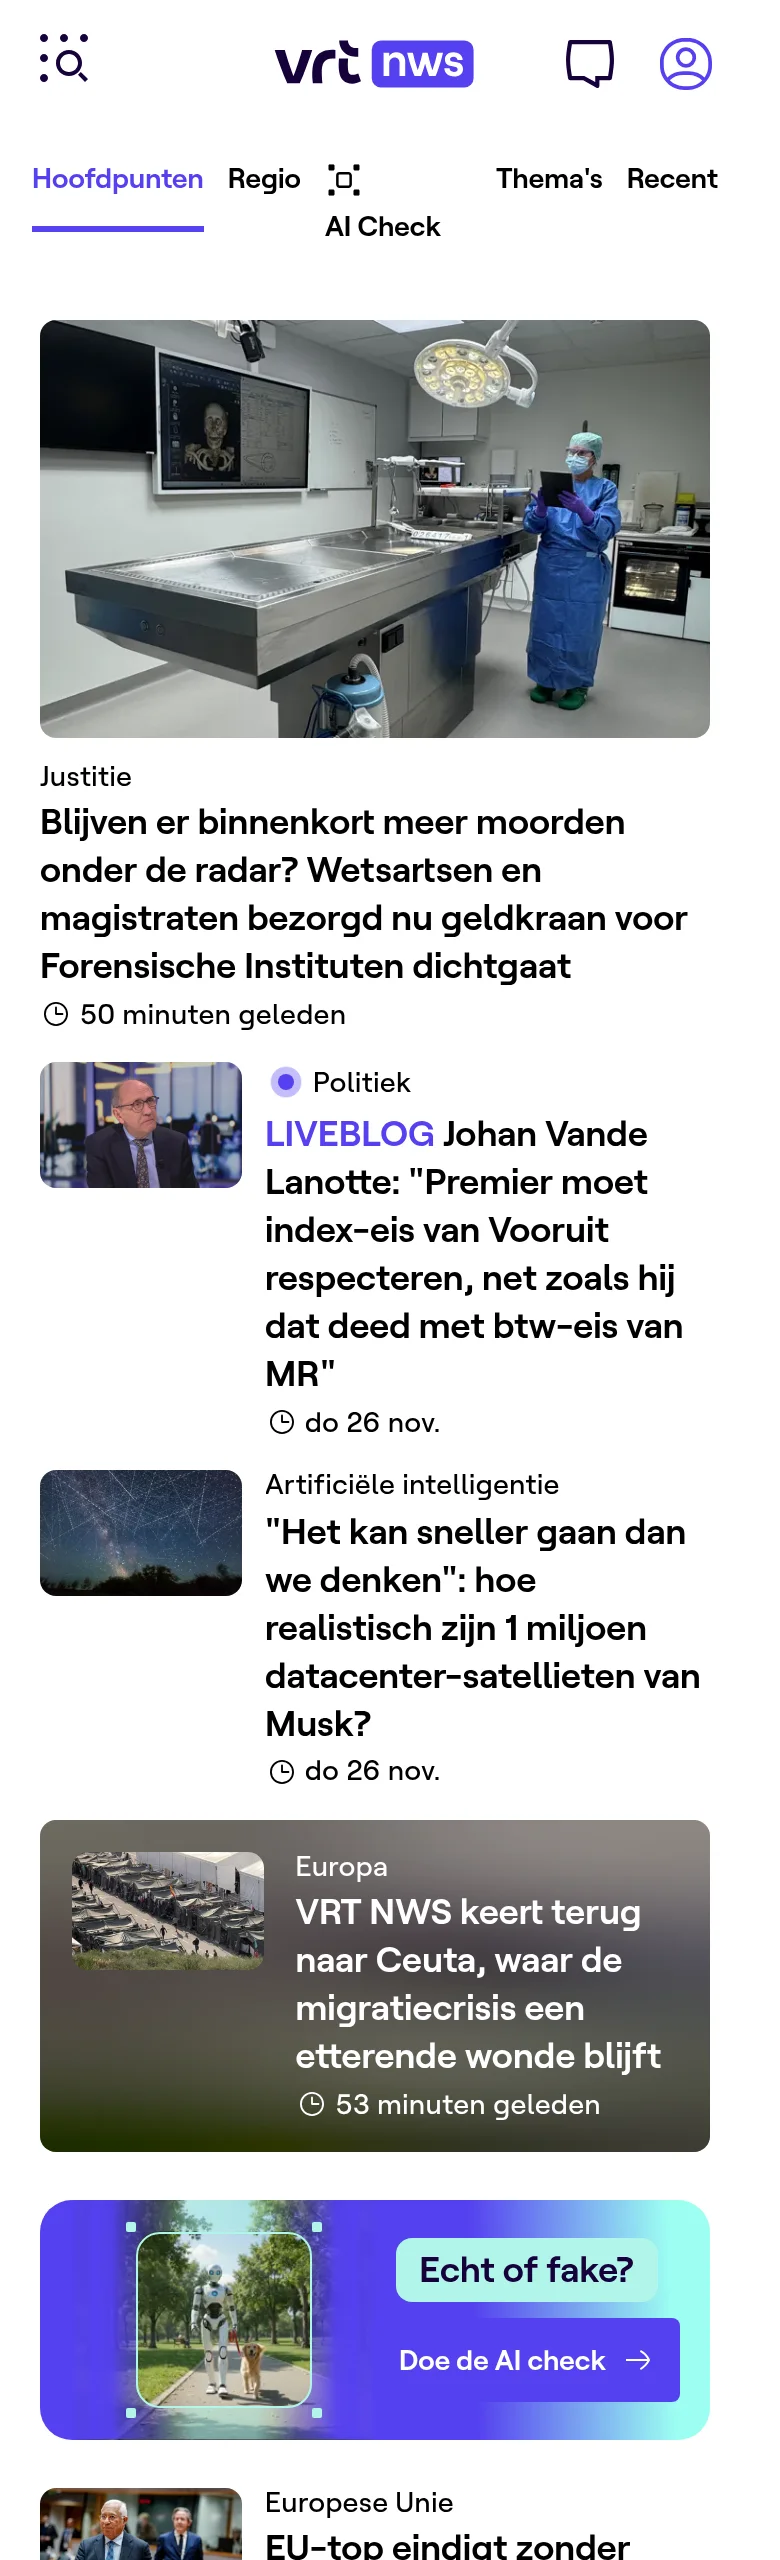 vrt nws
Hoofdpunten Regio AI Check Thema's Recent
Justitie
Blijven er binnenkort meer moorden
onder de radar? Wetsartsen en
magistraten bezorgd nu geldkraan voor
Forensische Instituten dichtgaat
50 minuten geleden
Politiek
LIVEBLOG Johan Vande
Lanotte: "Premier moet
index-eis van Vooruit
respecteren, net zoals hij
dat deed met btw-eis van
MR"
do 26 nov.
Artificiële intelligentie
"Het kan sneller gaan dan
we denken": hoe
realistisch zijn 1 miljoen
datacenter-satellieten van
Musk?
do 26 nov.
Europa
VRT NWS keert terug
naar Ceuta, waar de
migratiecrisis een
etterende wonde blijft
53 minuten geleden
Echt of fake?
Doe de AI check
Europese Unie
EU-top eindigt zonder